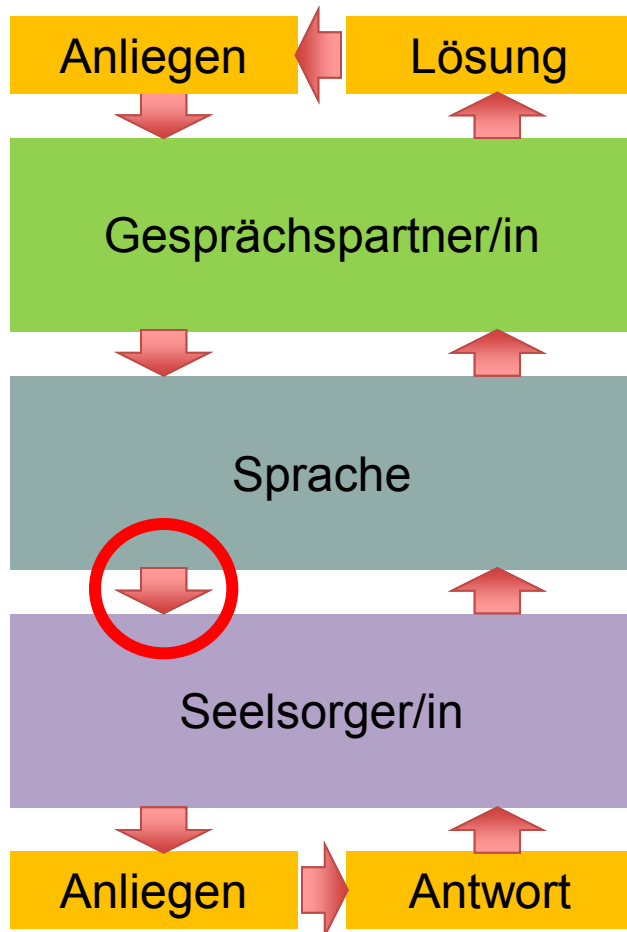 Anliegen
Lösung
Gesprächspartner/in
Sprache
Seelsorger/in
Anliegen
Antwort